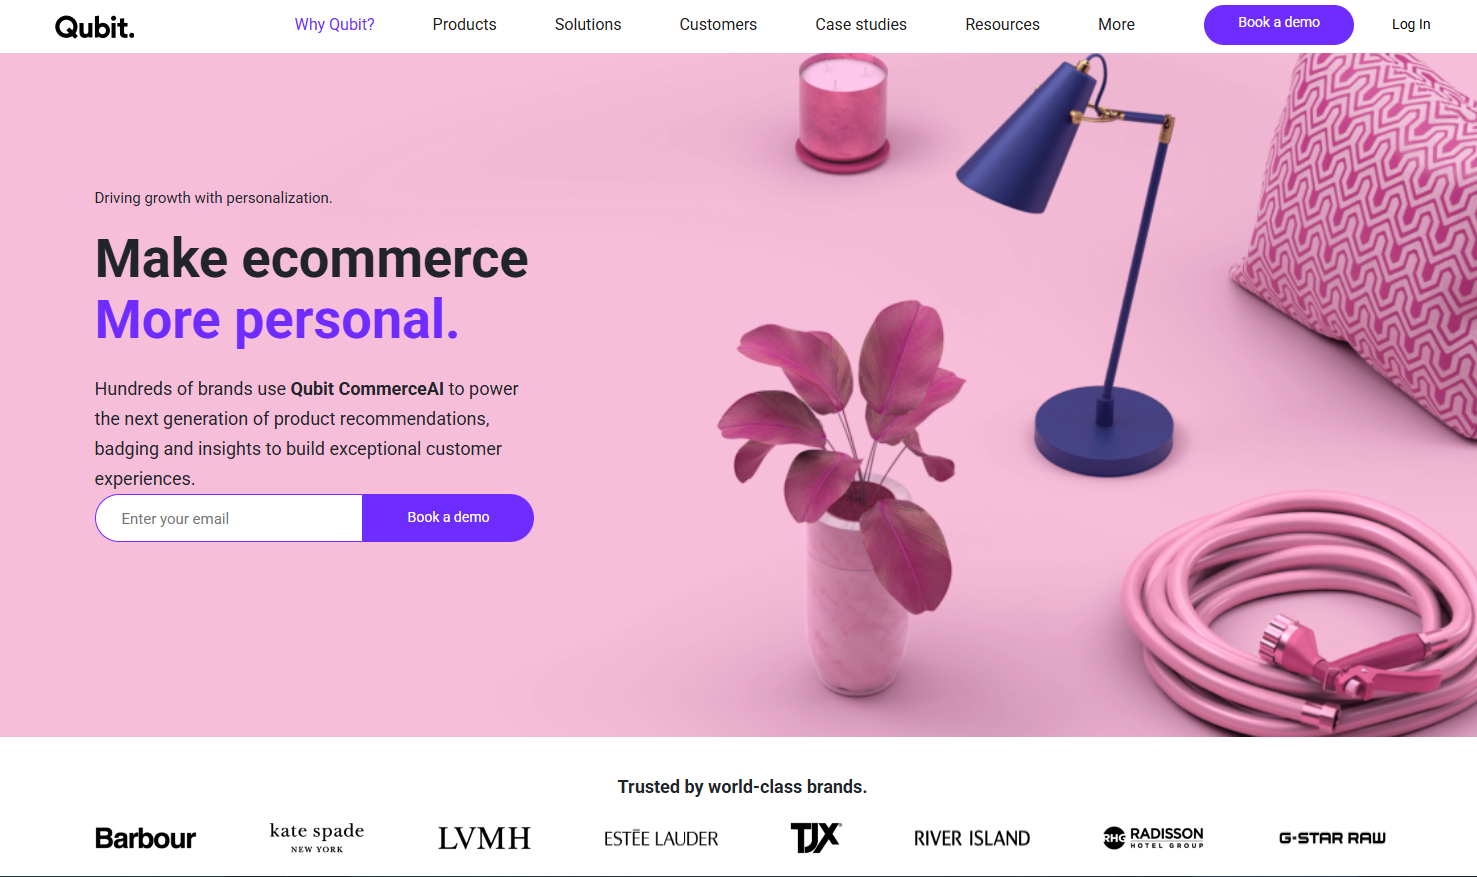 Qubit.
Why Qubit?
Products
Solutions
Customers
Case studies
Resources
More
Book a demo
Log In
Driving growth with personalization.
Make ecommerce
More personal.
Hundreds of brands use Qubit CommerceAI to power
the next generation of product recommendations,
badging and insights to build exceptional customer
experiences.
Enter your email
Book a demo
Trusted by world-class brands.
Barbour
kate spade
NEW YORK
LVMH
ESTĒE LAUDER
TJX
RIVER ISLAND
RHG
RADISSON
HOTEL GROUP
G-STAR RAW